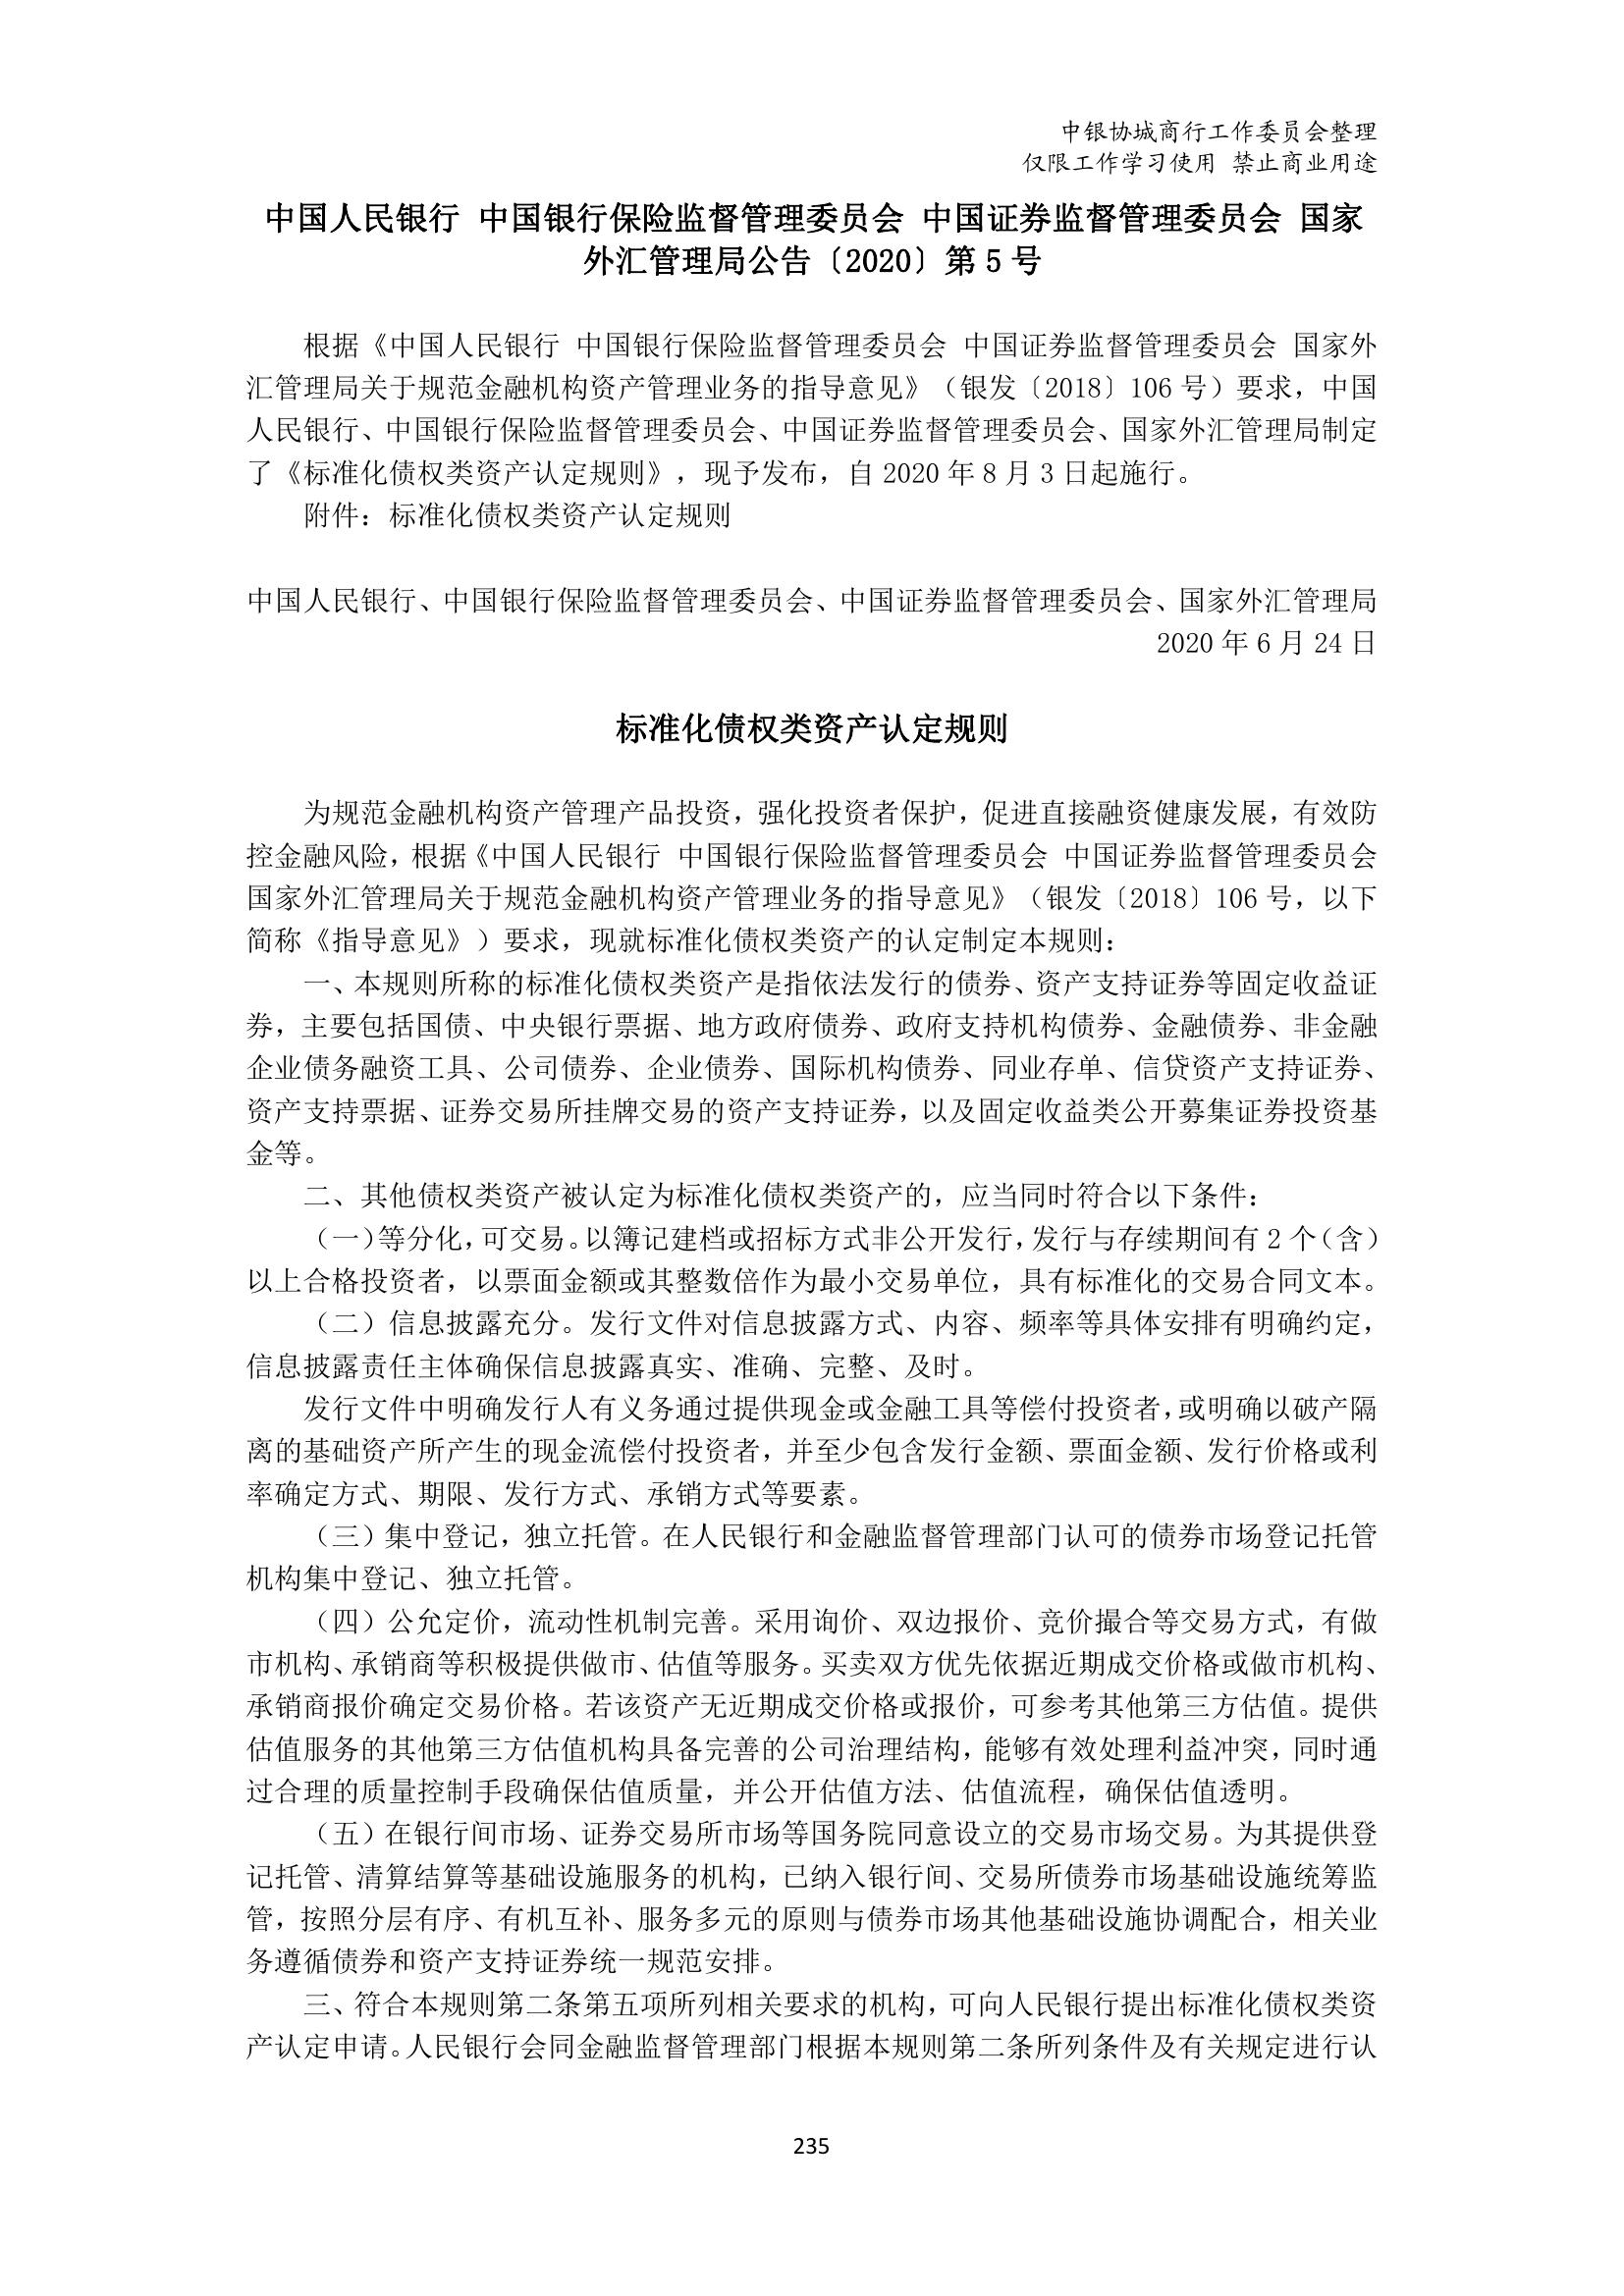 中银协城商行工作委员会整理
仅限工作学习使用 禁止商业用途
中国人民银行 中国银行保险监督管理委员会 中国证券监督管理委员会 国家
外汇管理局公告〔2020〕第 5 号
根据《中国人民银行 中国银行保险监督管理委员会 中国证券监督管理委员会 国家外
汇管理局关于规范金融机构资产管理业务的指导意见》（银发〔2018〕106 号）要求，中国
人民银行、中国银行保险监督管理委员会、中国证券监督管理委员会、国家外汇管理局制定
了《标准化债权类资产认定规则》，现予发布，自 2020 年 8 月 3 日起施行。
附件：标准化债权类资产认定规则
中国人民银行、中国银行保险监督管理委员会、中国证券监督管理委员会、国家外汇管理局
2020 年 6 月 24 日
标准化债权类资产认定规则
为规范金融机构资产管理产品投资，强化投资者保护，促进直接融资健康发展，有效防
控金融风险，根据《中国人民银行 中国银行保险监督管理委员会 中国证券监督管理委员会
国家外汇管理局关于规范金融机构资产管理业务的指导意见》（银发〔2018〕106 号，以下
简称《指导意见》）要求，现就标准化债权类资产的认定制定本规则：
一、本规则所称的标准化债权类资产是指依法发行的债券、资产支持证券等固定收益证
券，主要包括国债、中央银行票据、地方政府债券、政府支持机构债券、金融债券、非金融
企业债务融资工具、公司债券、企业债券、国际机构债券、同业存单、信贷资产支持证券、
资产支持票据、证券交易所挂牌交易的资产支持证券，以及固定收益类公开募集证券投资基
金等。
二、其他债权类资产被认定为标准化债权类资产的，应当同时符合以下条件：
（一）等分化，可交易。以簿记建档或招标方式非公开发行，发行与存续期间有 2 个（含）
以上合格投资者，以票面金额或其整数倍作为最小交易单位，具有标准化的交易合同文本。
（二）信息披露充分。发行文件对信息披露方式、内容、频率等具体安排有明确约定，
信息披露责任主体确保信息披露真实、准确、完整、及时。
发行文件中明确发行人有义务通过提供现金或金融工具等偿付投资者，或明确以破产隔
离的基础资产所产生的现金流偿付投资者，并至少包含发行金额、票面金额、发行价格或利
率确定方式、期限、发行方式、承销方式等要素。
（三）集中登记，独立托管。在人民银行和金融监督管理部门认可的债券市场登记托管
机构集中登记、独立托管。
（四）公允定价，流动性机制完善。采用询价、双边报价、竞价撮合等交易方式，有做
市机构、承销商等积极提供做市、估值等服务。买卖双方优先依据近期成交价格或做市机构、
承销商报价确定交易价格。若该资产无近期成交价格或报价，可参考其他第三方估值。提供
估值服务的其他第三方估值机构具备完善的公司治理结构，能够有效处理利益冲突，同时通
过合理的质量控制手段确保估值质量，并公开估值方法、估值流程，确保估值透明。
（五）在银行间市场、证券交易所市场等国务院同意设立的交易市场交易。为其提供登
记托管、清算结算等基础设施服务的机构，已纳入银行间、交易所债券市场基础设施统筹监
管，按照分层有序、有机互补、服务多元的原则与债券市场其他基础设施协调配合，相关业
务遵循债券和资产支持证券统一规范安排。
三、符合本规则第二条第五项所列相关要求的机构，可向人民银行提出标准化债权类资
产认定申请。人民银行会同金融监督管理部门根据本规则第二条所列条件及有关规定进行认
235